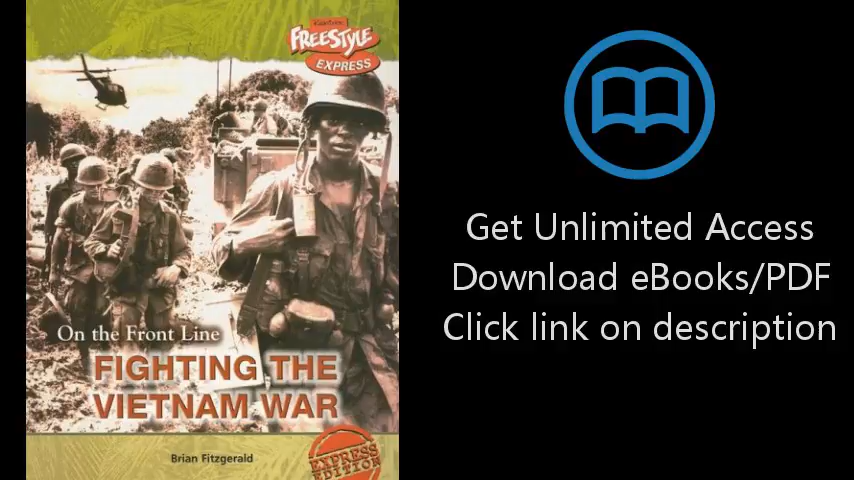 Raintree
FREESTYLE
EXPRESS
On the Front Line
FIGHTING THE
VIETNAM WAR
Brian Fitzgerald
EXPRESS
EDITION
Get Unlimited Access
Download eBooks/PDF
Click link on description